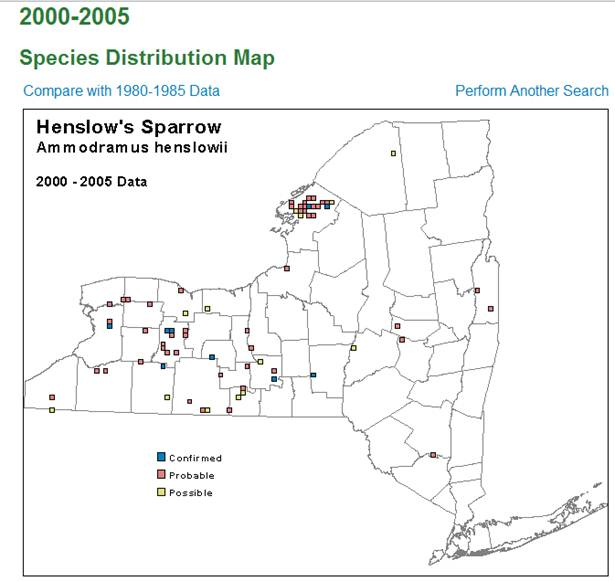 2000-2005
Species Distribution Map
Compare with 1980-1985 Data Perform Another Search
Henslow's Sparrow
Ammodramus henslowii
2000 - 2005 Data
Confirmed
Probable
Possible